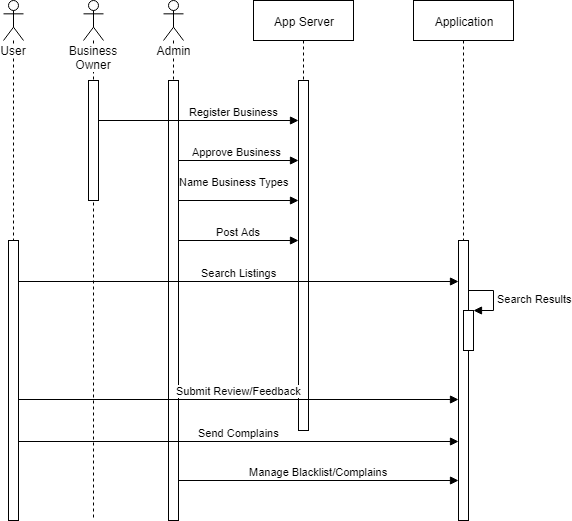 User
Business
Owner
Admin
App Server
Application
Register Business
Approve Business
Name Business Types
Post Ads
Search Listings
Search Results
Submit Review/Feedback
Send Complains
Manage Blacklist/Complains